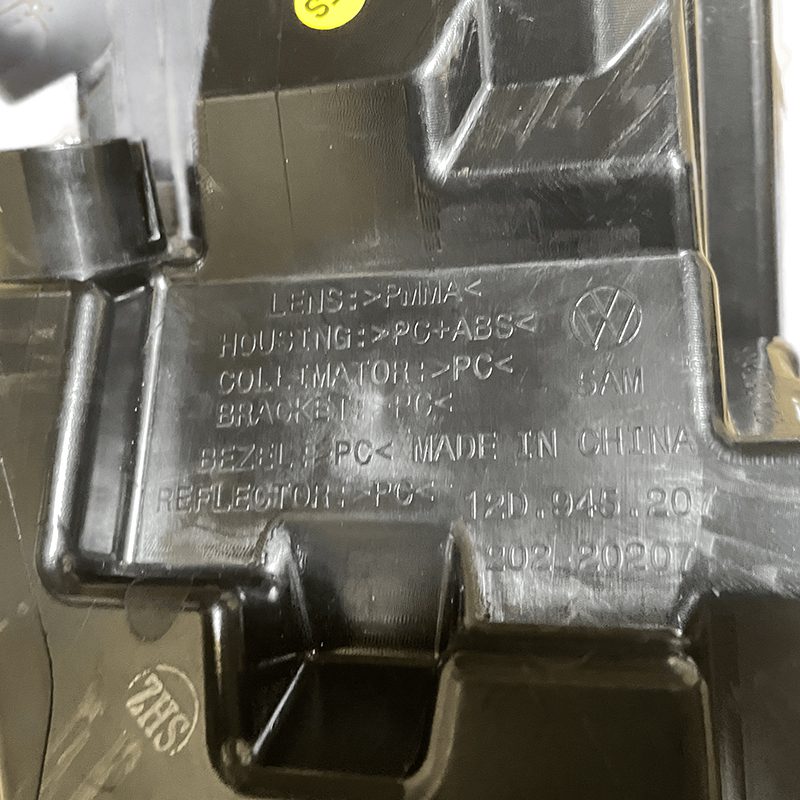 LENS:>PMMA<
HOUSING:>PC+ABS<
COLLIMATOR:>PC<
SAM
BRACKET:>PC<
BEZEL:>PC< MADE IN CHINA
REFLECTOR:>PC< 12D.945.207
202 20207
ZHS